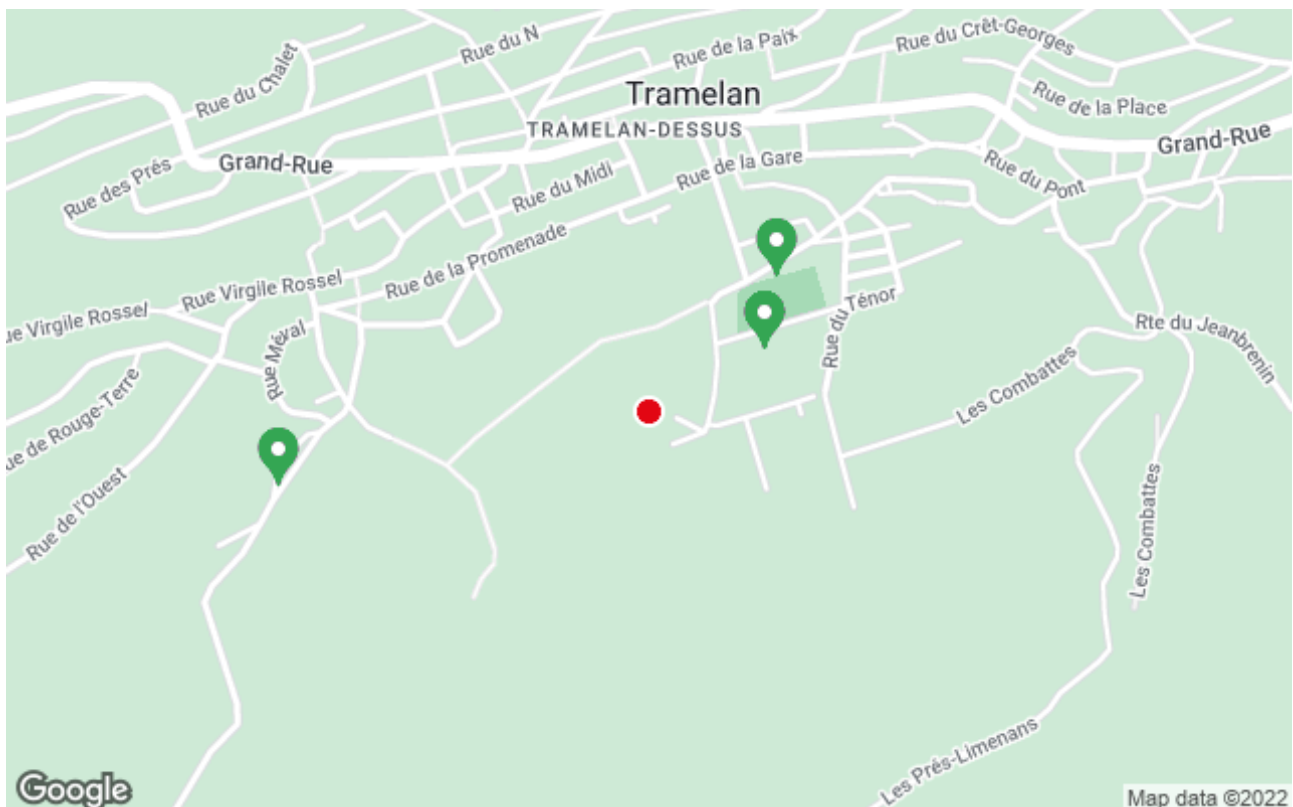 Rue du N
Rue de la Paix
Rue du Crêt-Georges
Rue du Chalet
Tramelan
Rue de la Place
TRAMELAN-DESSUS
Grand-Rue
Grand-Rue
Rue des Prés
Rue du Midi
Rue de la Gare
Rue du Pont
Rue de la Promenade
Rue Virgile Rossel
ue Virgile Rossel
Rue du Ténor
Rte du Jeanbrenin
Rue Méval
Les Combattes
ue de Rouge-Terre
Rue de l'Ouest
Les Combattes
Les Prés-Limenans
Google
Map data ©2022